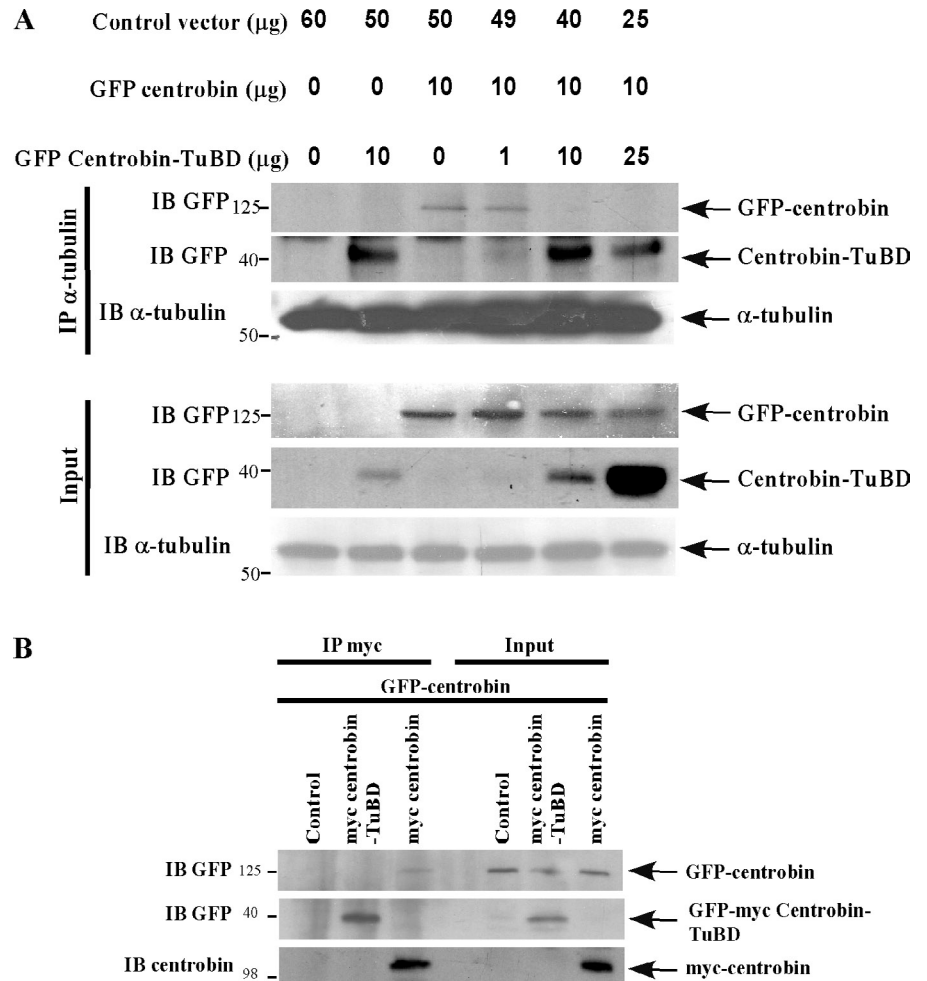 A
Control vector (µg) 60 50 50 49 40 25
GFP centrobin (µg) 0 0 10 10 10 10
GFP Centrobin-TuBD (µg) 0 10 0 1 10 25
IP α-tubulin
IB GFP 125 GFP-centrobin
IB GFP 40 Centrobin-TuBD
IB α-tubulin 50 α-tubulin
Input
IB GFP 125 GFP-centrobin
IB GFP 40 Centrobin-TuBD
IB α-tubulin 50 α-tubulin
B
IP myc Input
GFP-centrobin
Control
myc centrobin
-TuBD
myc centrobin
Control
myc centrobin
-TuBD
myc centrobin
IB GFP 125 GFP-centrobin
IB GFP 40 GFP-myc Centrobin-
TuBD
IB centrobin 98 myc-centrobin